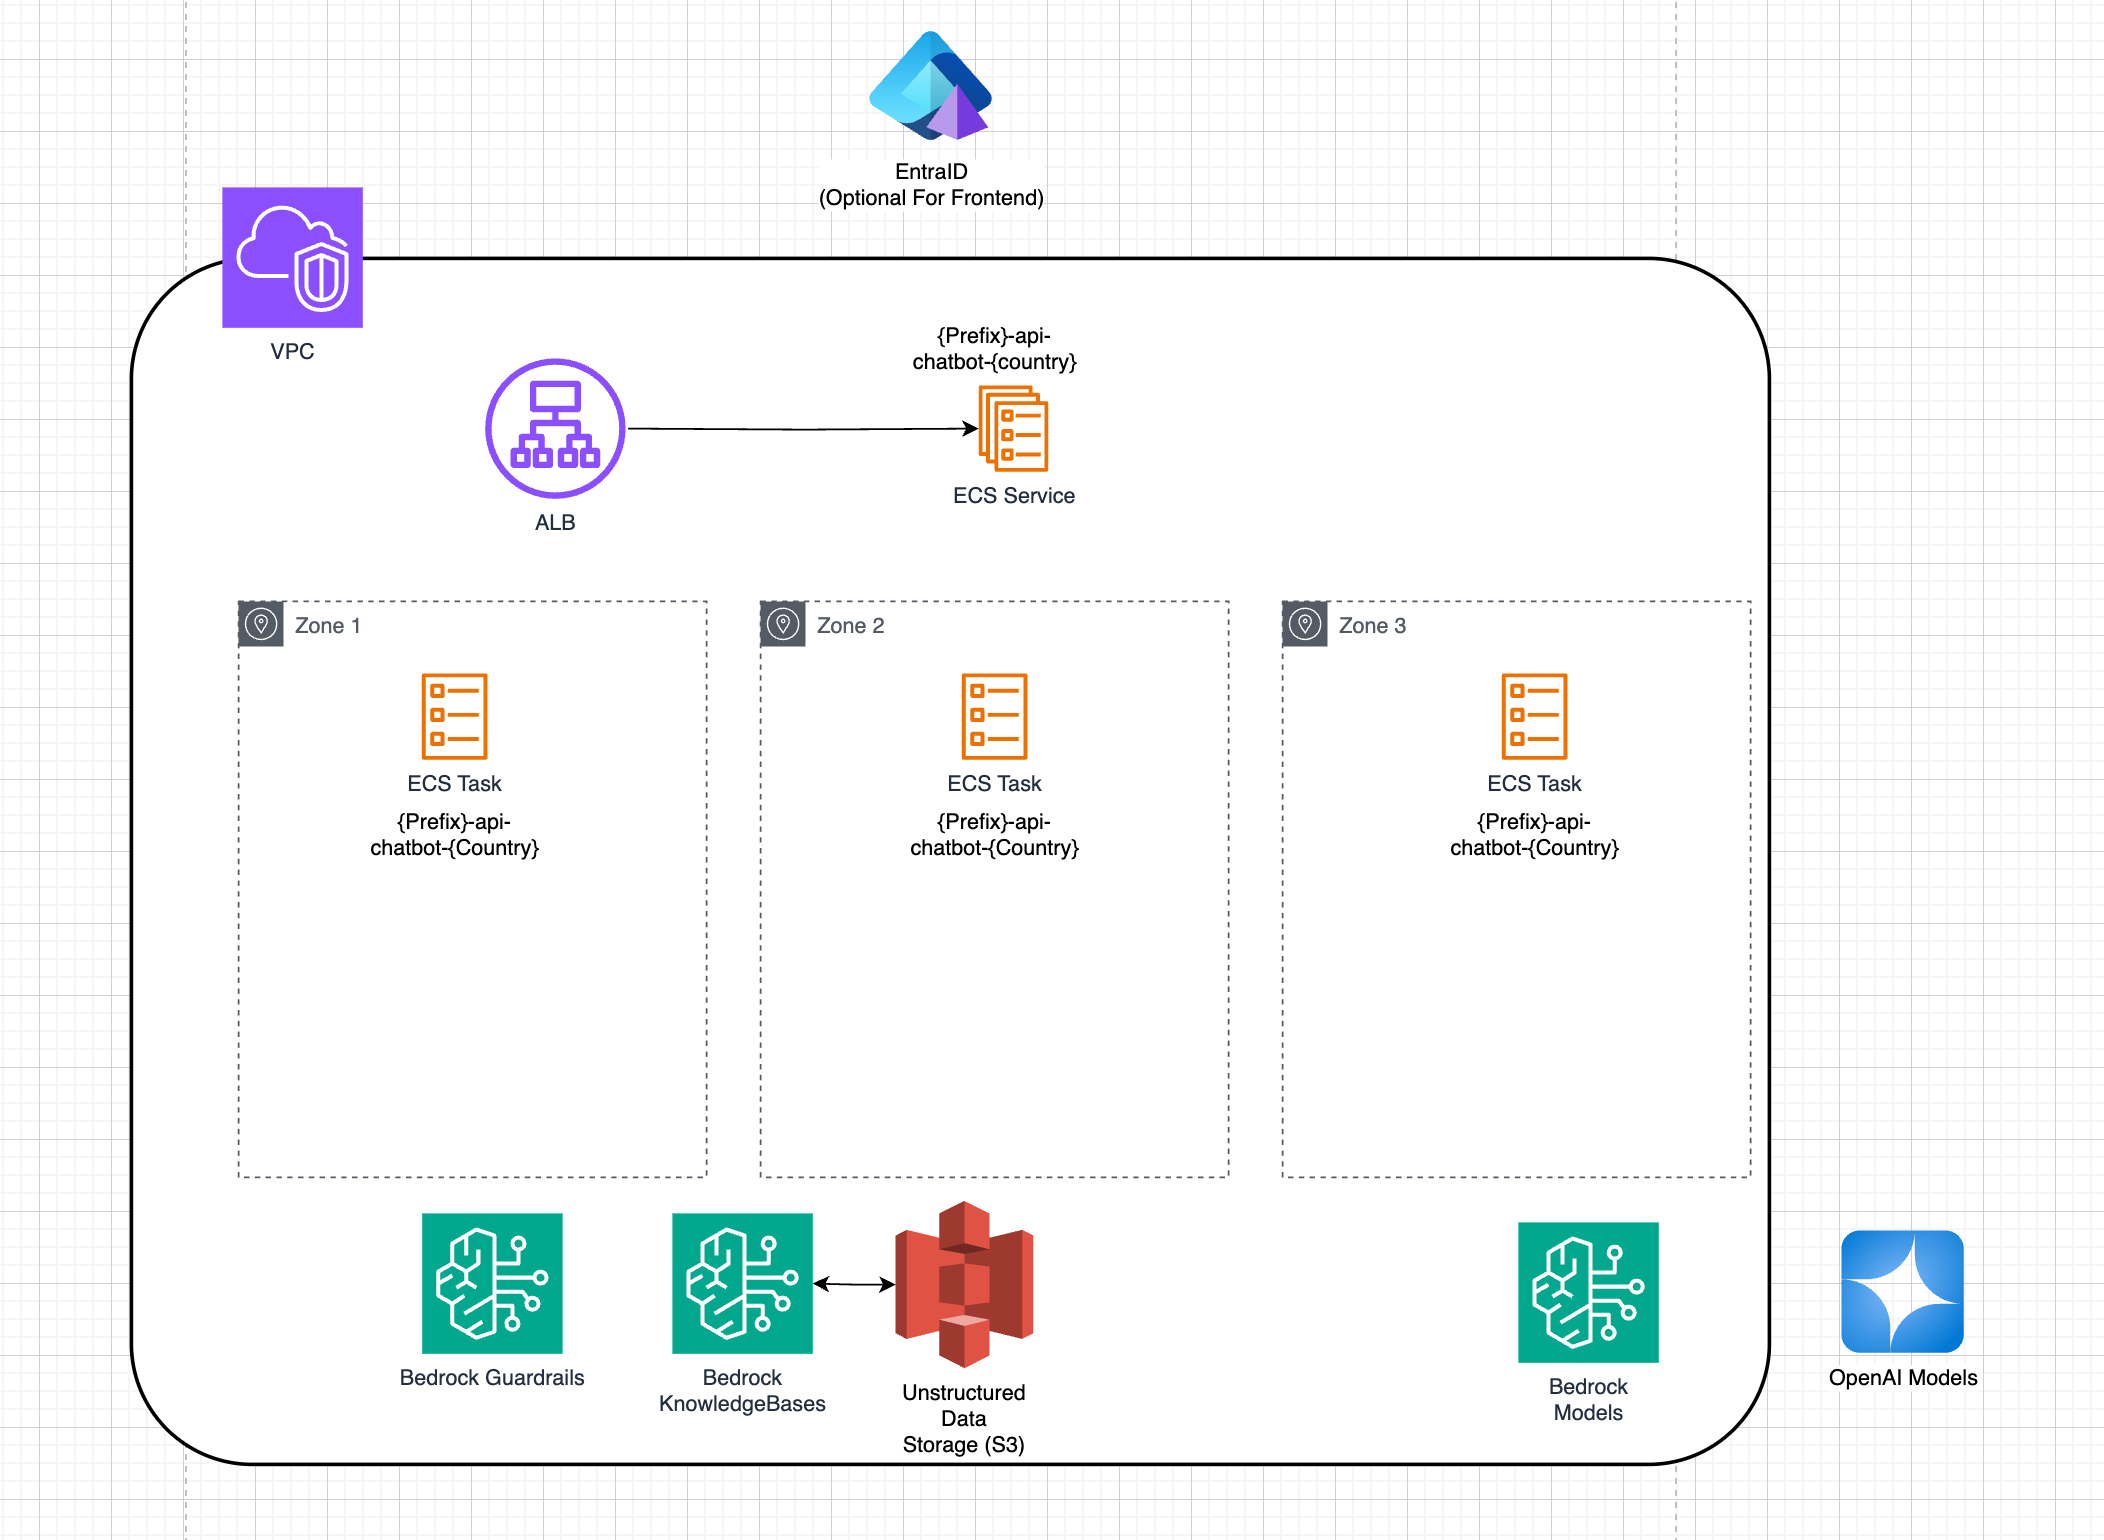 EntraID
(Optional For Frontend)
VPC
{Prefix}-api-
chatbot-{country}
ECS Service
ALB
Zone 1
Zone 2
Zone 3
ECS Task
{Prefix}-api-
chatbot-{Country}
ECS Task
{Prefix}-api-
chatbot-{Country}
ECS Task
{Prefix}-api-
chatbot-{Country}
Bedrock Guardrails
Bedrock
KnowledgeBases
Unstructured
Data
Storage (S3)
Bedrock
Models
OpenAI Models